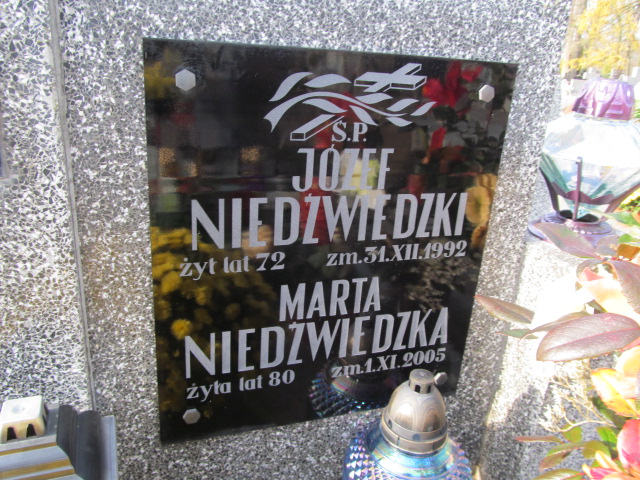 Ś.P.
JÓZEF
NIEDŹWIEDZKI
żył lat 72 zm. 31.XII.1992
MARTA
NIEDŹWIEDZKA
żyła lat 80 zm. 1.XI.2005